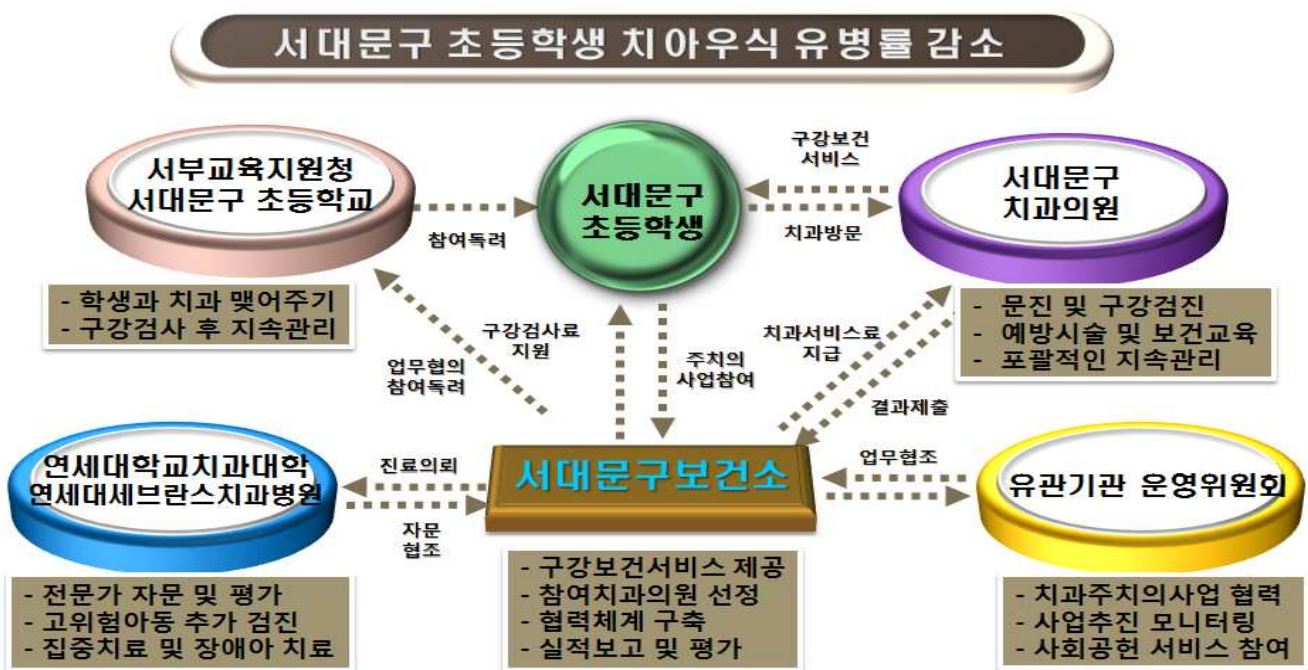 서대문구 초등학생 치아우식 유병률 감소
서부교육지원청
서대문구 초등학교
참여독려
서대문구
초등학생
구강보건
서비스
치과방문
서대문구
치과의원
- 학생과 치과 맺어주기
- 구강검사 후 지속관리
- 문진 및 구강검진
- 예방시술 및 보건교육
- 포괄적인 지속관리
업무협의
참여독려
구강검사료
지원
주치의
사업참여
치과서비스료
지급
결과제출
연세대학교치과대학
연세대세브란스치과병원
진료의뢰
자문
협조
서대문구보건소
업무협조
유관기관 운영위원회
- 전문가 자문 및 평가
- 고위험아동 추가 검진
- 집중치료 및 장애아 치료
- 구강보건서비스 제공
- 참여치과의원 선정
- 협력체계 구축
- 실적보고 및 평가
- 치과주치의사업 협력
- 사업추진 모니터링
- 사회공헌 서비스 참여